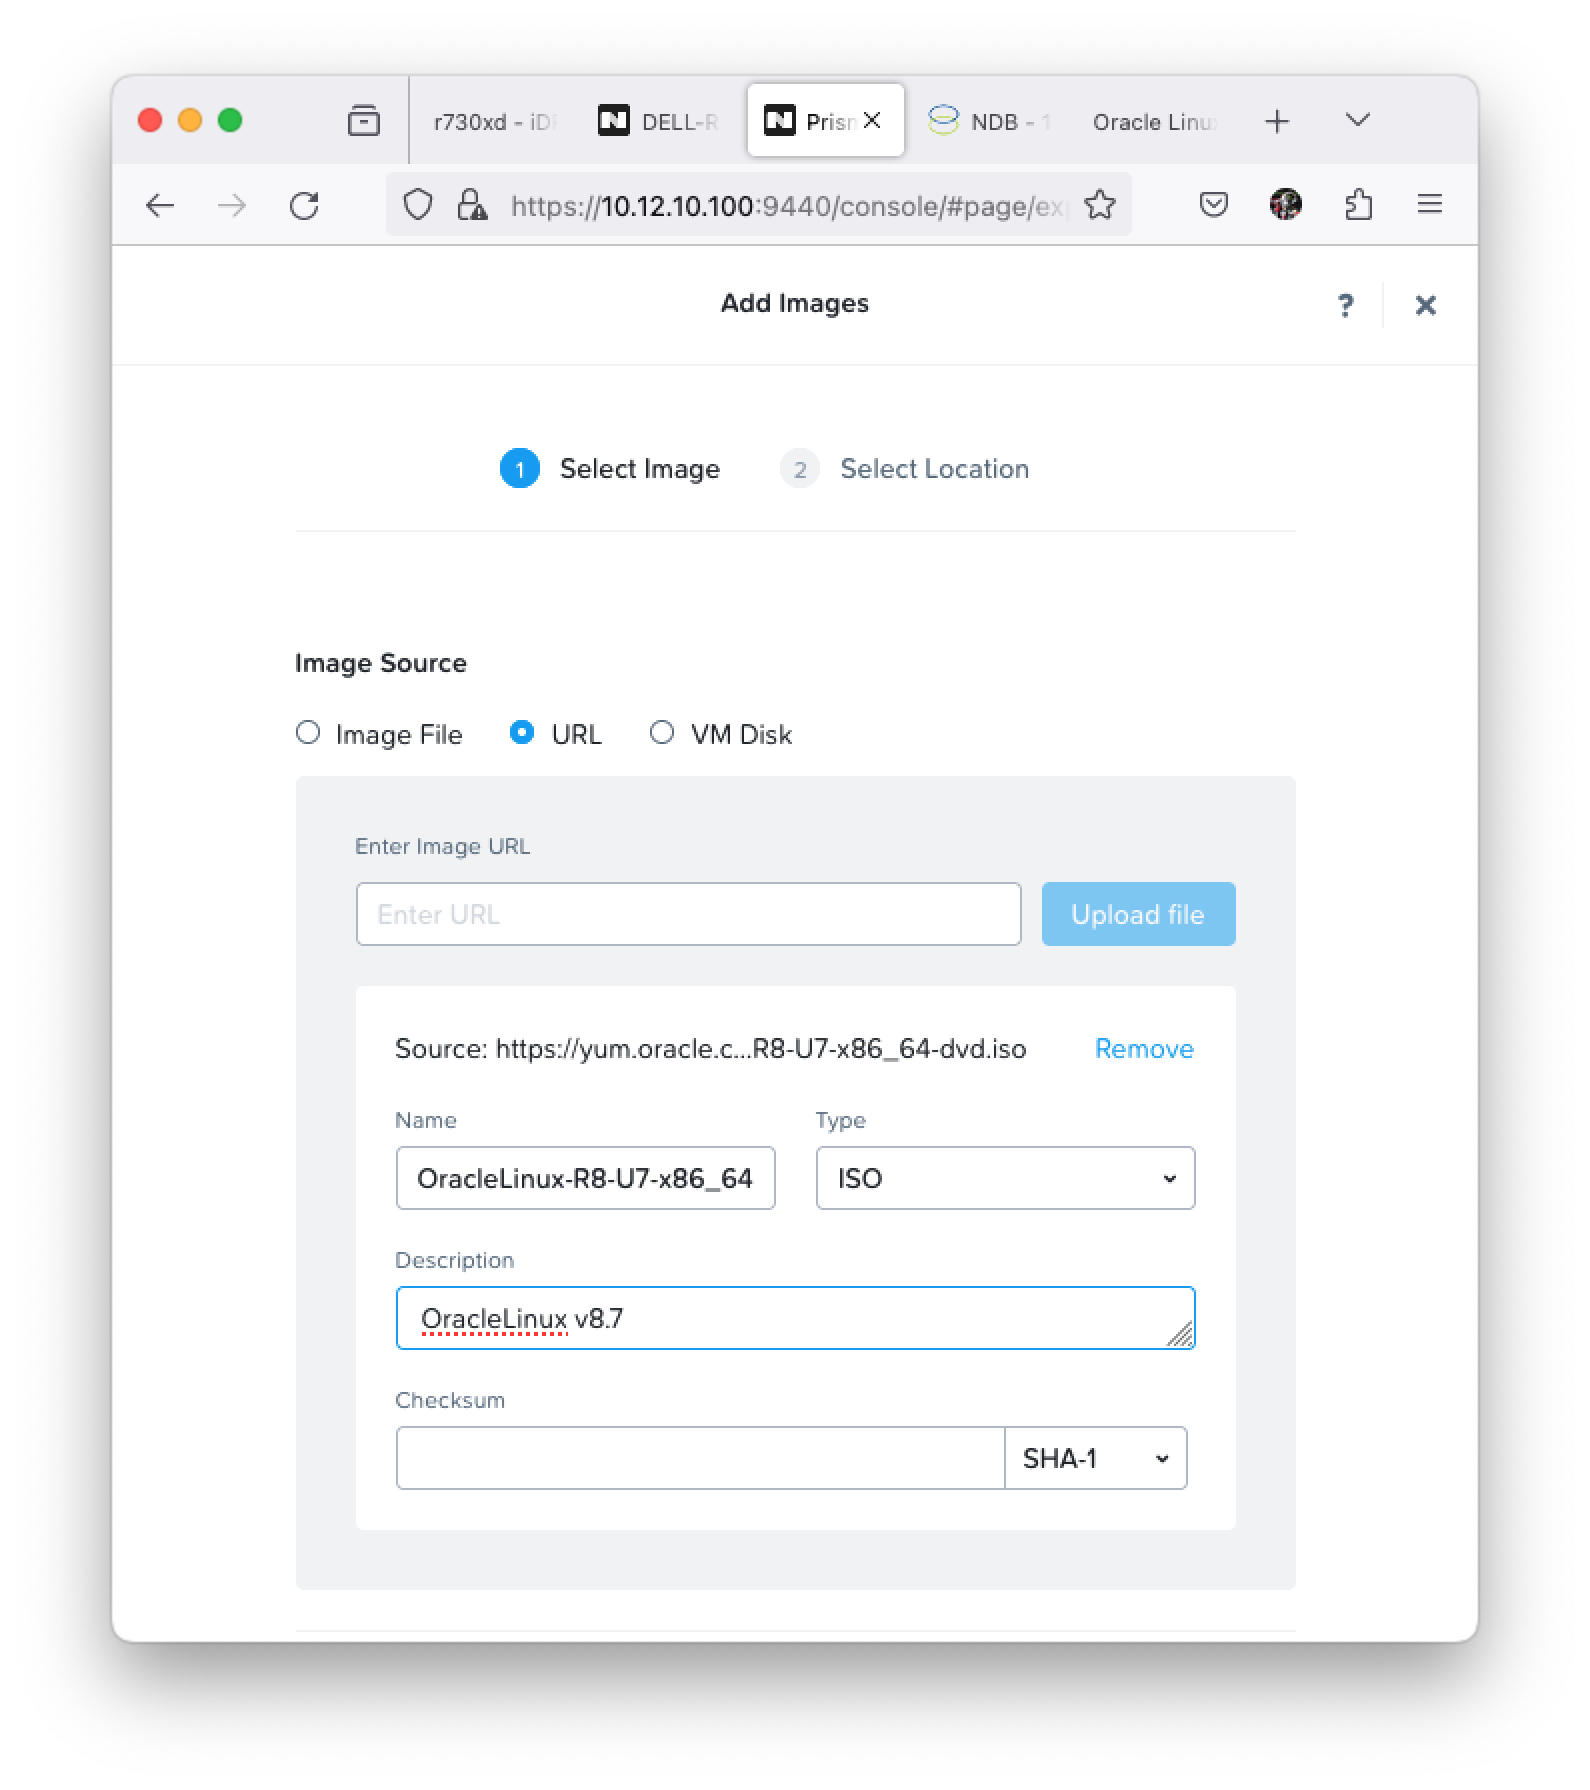 r730xd - iD
DELL-R
Prism
NDB - 1
Oracle Linu
https://10.12.10.100:9440/console/#page/ex
Add Images
?
1 Select Image
2 Select Location
Image Source
Image File
URL
VM Disk
Enter Image URL
Enter URL
Upload file
Source: https://yum.oracle.c...R8-U7-x86_64-dvd.iso
Remove
Name
Type
OracleLinux-R8-U7-x86_64
ISO
Description
OracleLinux v8.7
Checksum
SHA-1